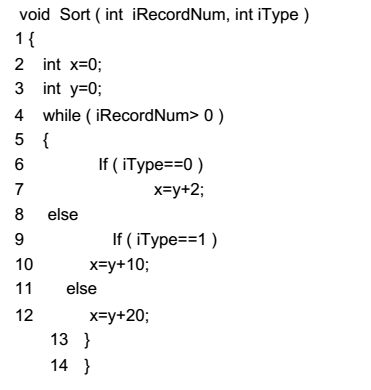 void Sort ( int iRecordNum, int iType )
1 {
2 int x=0;
3 int y=0;
4 while ( iRecordNum> 0 )
5 {
6 If ( iType==0 )
7 x=y+2;
8 else
9 If ( iType==1 )
10 x=y+10;
11 else
12 x=y+20;
13 }
14 }